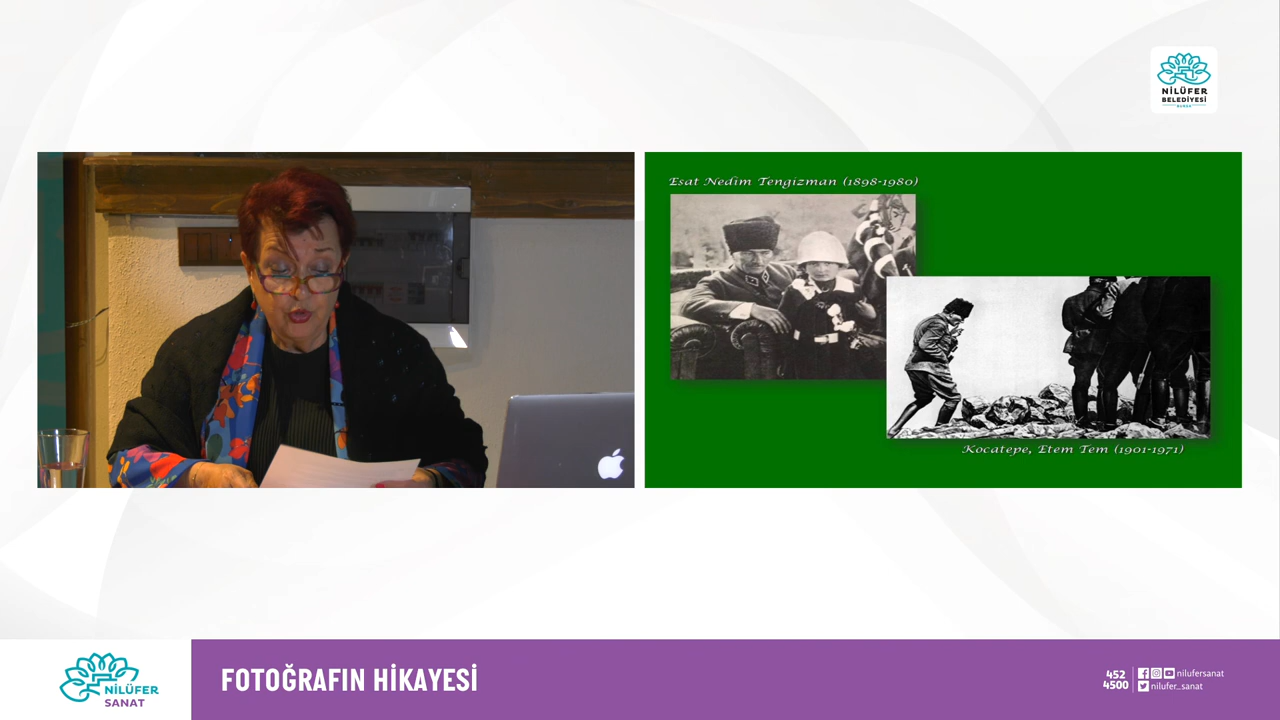 NİLÜFER
BELEDİYESİ
BURSA
Esat Nedim Tengizman (1898-1980)
Kocatepe, Etem Tem (1901-1971)
NİLÜFER
SANAT
FOTOĞRAFIN HİKAYESİ
452
4500
nilufersanat
nilufer_sanat